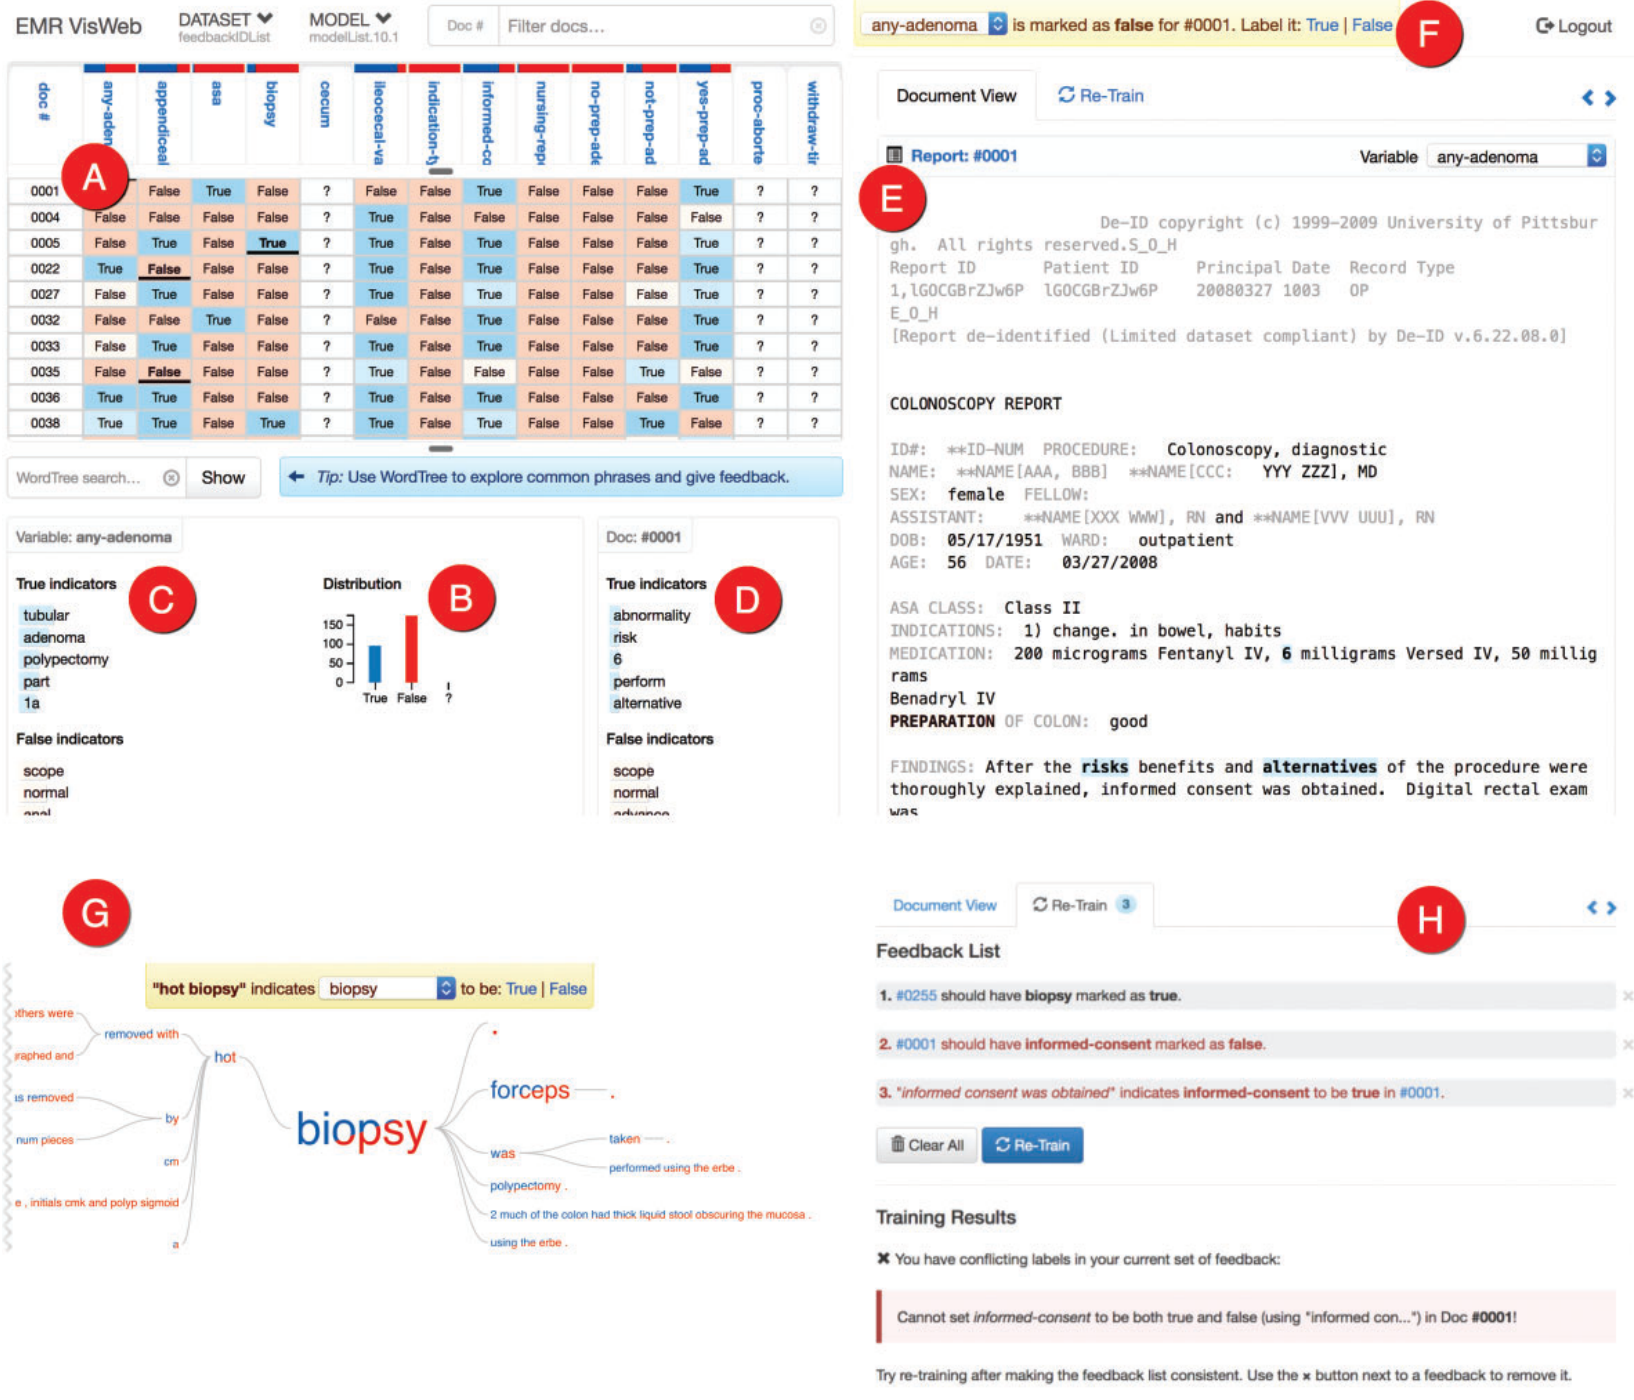 EMR VisWeb
DATASET
feedbackIDList
MODEL
modelList.10.1
Doc #
Filter docs...
doc #
any-aden
appendiceal
asa
biopsy
cecum
ileocecal-va
indication-ty
informed-co
nursing-repo
no-prep-ade
not-prep-ad
yes-prep-ad
proc-aborte
withdraw-tir
A
0001 False True False ? False False True False False False True ? ?
0004 False False False False ? True False False False False False False ? ?
0005 False True False True ? True False True False False False True ? ?
0022 True False False False ? True False True False False False True ? ?
0027 False True False False ? True False True False False False True ? ?
0032 False False True False ? False False True False False False True ? ?
0033 False True False False ? True False True False False False True ? ?
0035 False False False False ? True False False False False True False ? ?
0036 True True False False ? True False True False False False True ? ?
0038 True True False True ? True False True False False True False ? ?
WordTree search...
Show
Tip: Use WordTree to explore common phrases and give feedback.
Variable: any-adenoma
True indicators
C
tubular
adenoma
polypectomy
part
1a
False indicators
scope
normal
anal
Distribution
B
150
100
50
0
True False ?
Doc: #0001
True indicators
D
abnormality
risk
6
perform
alternative
False indicators
scope
normal
advance
any-adenoma is marked as false for #0001. Label it: True | False
F
Logout
Document View
Re-Train
Report: #0001
Variable any-adenoma
E
De-ID copyright (c) 1999-2009 University of Pittsbur
gh. All rights reserved.S_O_H
Report ID Patient ID Principal Date Record Type
1,lGOCGBrZJw6P lGOCGBrZJw6P 20080327 1003 OP
E_O_H
[Report de-identified (Limited dataset compliant) by De-ID v.6.22.08.0]
COLONOSCOPY REPORT
ID#: **ID-NUM PROCEDURE: Colonoscopy, diagnostic
NAME: **NAME[AAA, BBB] **NAME[CCC: YYY ZZZ], MD
SEX: female FELLOW:
ASSISTANT: **NAME[XXX WWW], RN and **NAME[VVV UUU], RN
DOB: 05/17/1951 WARD: outpatient
AGE: 56 DATE: 03/27/2008
ASA CLASS: Class II
INDICATIONS: 1) change. in bowel, habits
MEDICATION: 200 micrograms Fentanyl IV, 6 milligrams Versed IV, 50 millig
rams
Benadryl IV
PREPARATION OF COLON: good
FINDINGS: After the risks benefits and alternatives of the procedure were
thoroughly explained, informed consent was obtained. Digital rectal exam
was
G
"hot biopsy" indicates biopsy to be: True | False
others were
removed with
raphed and
hot
as removed
by
num pieces
cm
e , initials cmk and polyp sigmoid
a
biopsy
.
forceps .
was
taken .
performed using the erbe .
polypectomy .
2 much of the colon had thick liquid stool obscuring the mucosa .
using the erbe .
Document View
Re-Train 3
H
Feedback List
1. #0255 should have biopsy marked as true.
2. #0001 should have informed-consent marked as false.
3. "informed consent was obtained" indicates informed-consent to be true in #0001.
Clear All
Re-Train
Training Results
✖ You have conflicting labels in your current set of feedback:
Cannot set informed-consent to be both true and false (using "informed con...") in Doc #0001!
Try re-training after making the feedback list consistent. Use the × button next to a feedback to remove it.